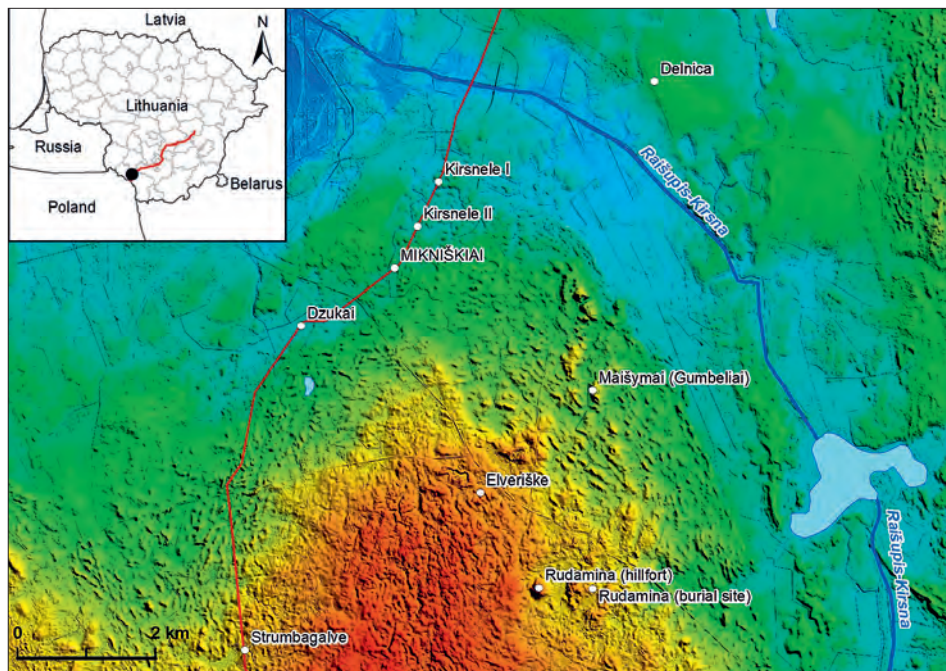 Latvia
N
Lithuania
Russia
Belarus
Poland
Delnica
Raišupis-Kirsna
Kirsnele I
Kirsnele II
MIKNIŠKIAI
Dzukai
Maišymai (Gumbeliai)
Elveriške
Raišupis-Kirsna
Rudamina (hillfort)
Rudamina (burial site)
0 2 km
Strumbagalve